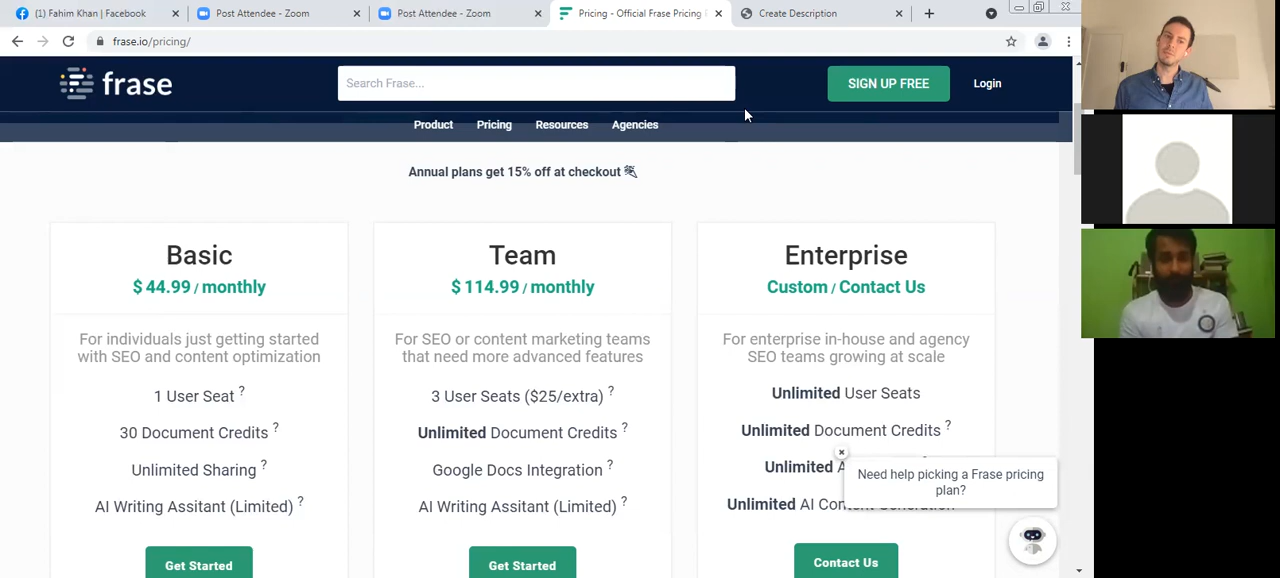 (1) Fahim Khan | Facebook
Post Attendee - Zoom
Post Attendee - Zoom
Pricing - Official Frase Pricing
Create Description
frase.io/pricing/
frase
Search Frase...
SIGN UP FREE
Login
Product
Pricing
Resources
Agencies
Annual plans get 15% off at checkout
Basic
$ 44.99 / monthly
For individuals just getting started
with SEO and content optimization
1 User Seat ?
30 Document Credits ?
Unlimited Sharing ?
AI Writing Assitant (Limited) ?
Get Started
Team
$ 114.99 / monthly
For SEO or content marketing teams
that need more advanced features
3 User Seats ($25/extra) ?
Unlimited Document Credits ?
Google Docs Integration ?
AI Writing Assitant (Limited) ?
Get Started
Enterprise
Custom / Contact Us
For enterprise in-house and agency
SEO teams growing at scale
Unlimited User Seats
Unlimited Document Credits ?
Unlimited
Unlimited AI Content Generation
Contact Us
Need help picking a Frase pricing
plan?